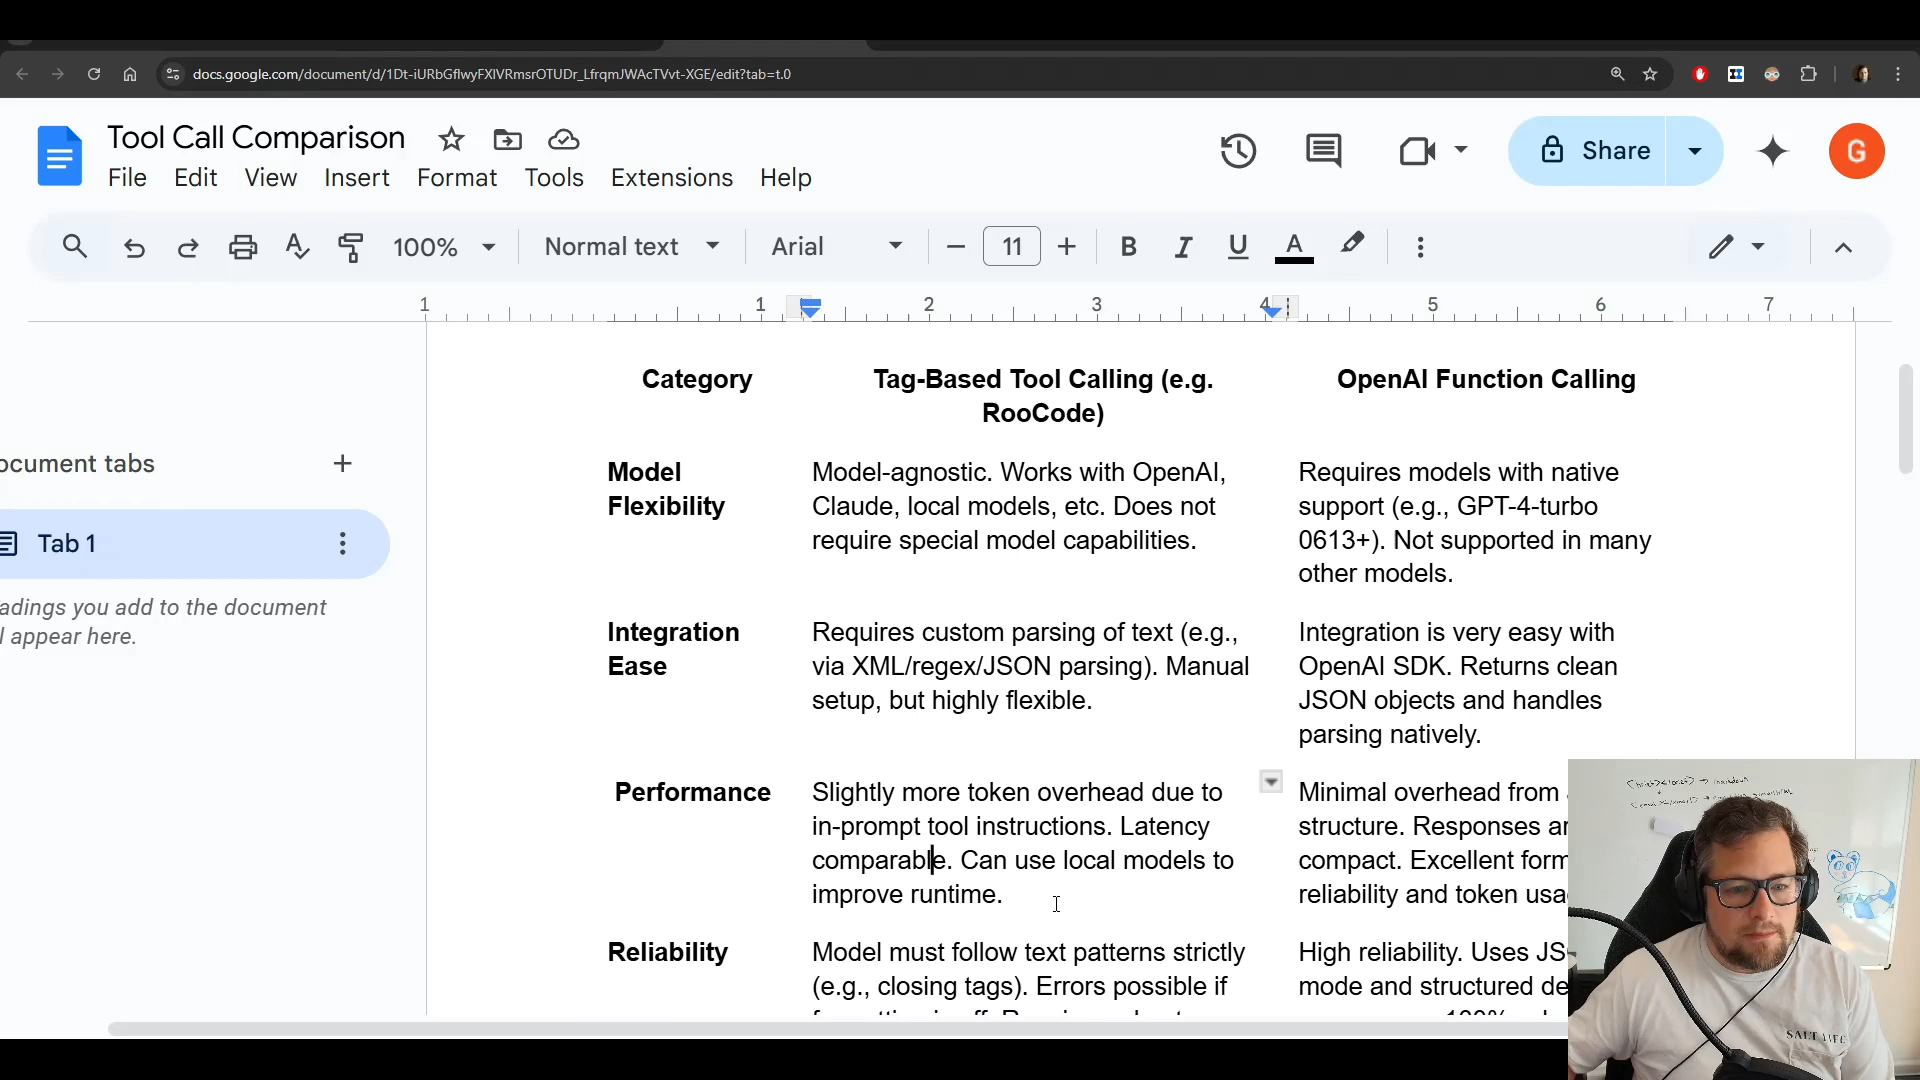 docs.google.com/document/d/1Dt-iURbGflwyFXlVRmsrOTUDr_LfrqmJWAcTVvt-XGE/edit?tab=t.0
Tool Call Comparison
File Edit View Insert Format Tools Extensions Help
Share
G
100% Normal text Arial 11
1 1 2 3 4 5 6 7
ocument tabs
Tab 1
adings you add to the document
l appear here.
Category
Tag-Based Tool Calling (e.g.
RooCode)
OpenAI Function Calling
Model
Flexibility
Model-agnostic. Works with OpenAI,
Claude, local models, etc. Does not
require special model capabilities.
Requires models with native
support (e.g., GPT-4-turbo
0613+). Not supported in many
other models.
Integration
Ease
Requires custom parsing of text (e.g.,
via XML/regex/JSON parsing). Manual
setup, but highly flexible.
Integration is very easy with
OpenAI SDK. Returns clean
JSON objects and handles
parsing natively.
Performance
Slightly more token overhead due to
in-prompt tool instructions. Latency
comparable. Can use local models to
improve runtime.
Minimal overhead from
structure. Responses ar
compact. Excellent form
reliability and token usa
Reliability
Model must follow text patterns strictly
(e.g., closing tags). Errors possible if
High reliability. Uses JS
mode and structured de